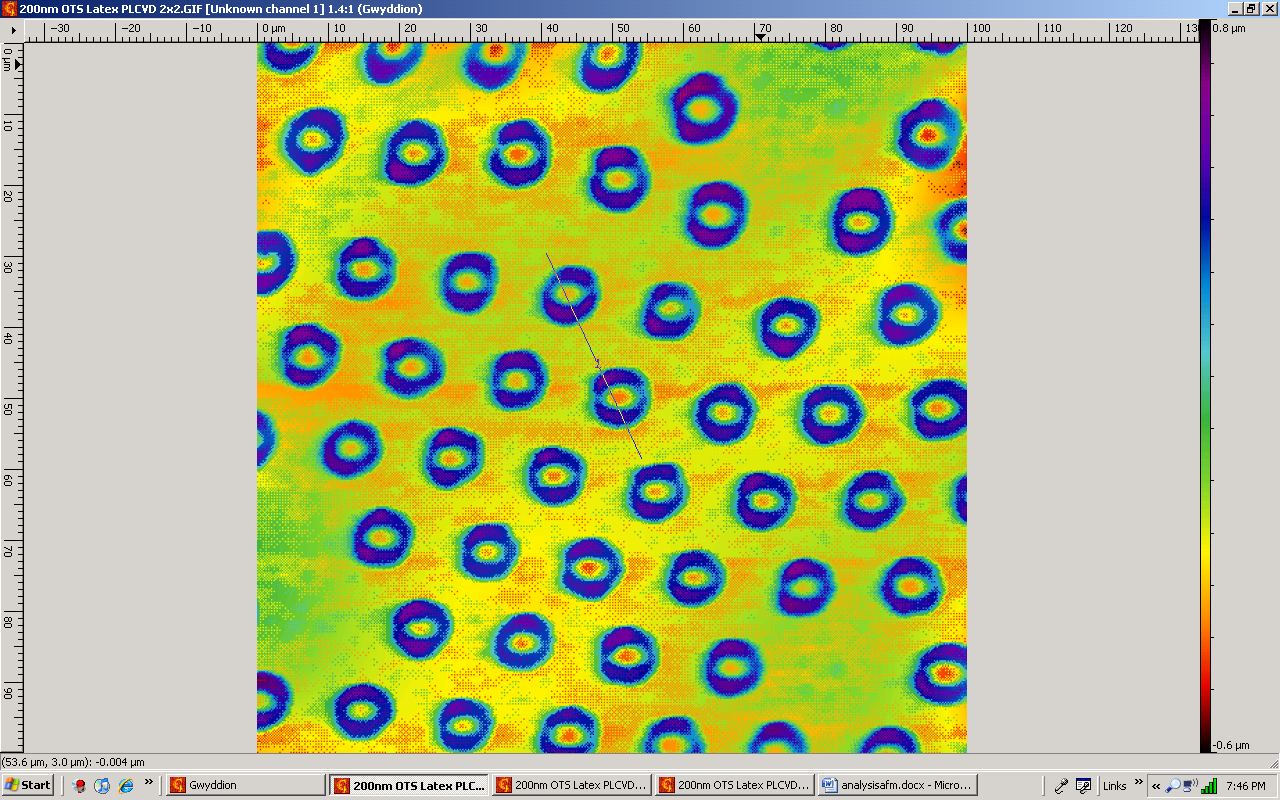 200nm OTS Latex PLCVD 2x2.GIF [Unknown channel 1] 1.4:1 (Gwyddion)
-30 -20 -10 0 µm 10 20 30 40 50 60 70 80 90 100 110 120 130
0.8 µm
0 µm
10
20
30
40
50
60
70
80
90
1
-0.6 µm
(53.6 µm, 3.0 µm): -0.004 µm
Start » Gwyddion 200nm OTS Latex PLC... 200nm OTS Latex PLCVD... 200nm OTS Latex PLCVD... analysisafm.docx - Micro... Links » « 7:46 PM